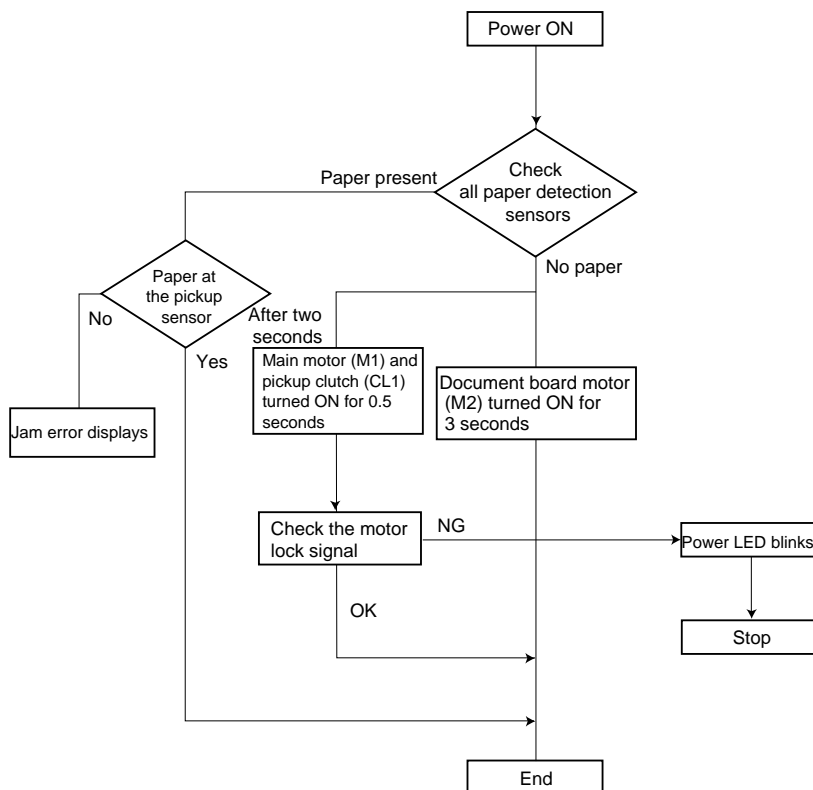 Power ON
Check
all paper detection
sensors
Paper present
No paper
Paper at
the pickup
sensor
No
Yes
After two
seconds
Main motor (M1) and
pickup clutch (CL1)
turned ON for 0.5
seconds
Document board motor
(M2) turned ON for
3 seconds
Jam error displays
Check the motor
lock signal
NG
Power LED blinks
OK
Stop
End